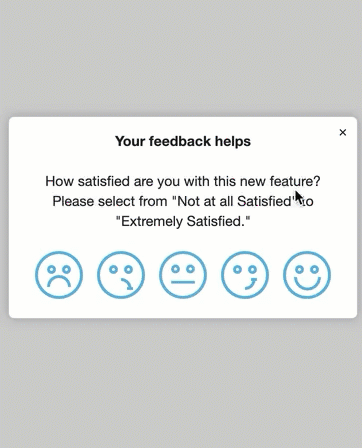 ×
Your feedback helps
How satisfied are you with this new feature?
Please select from "Not at all Satisfied" to
"Extremely Satisfied."